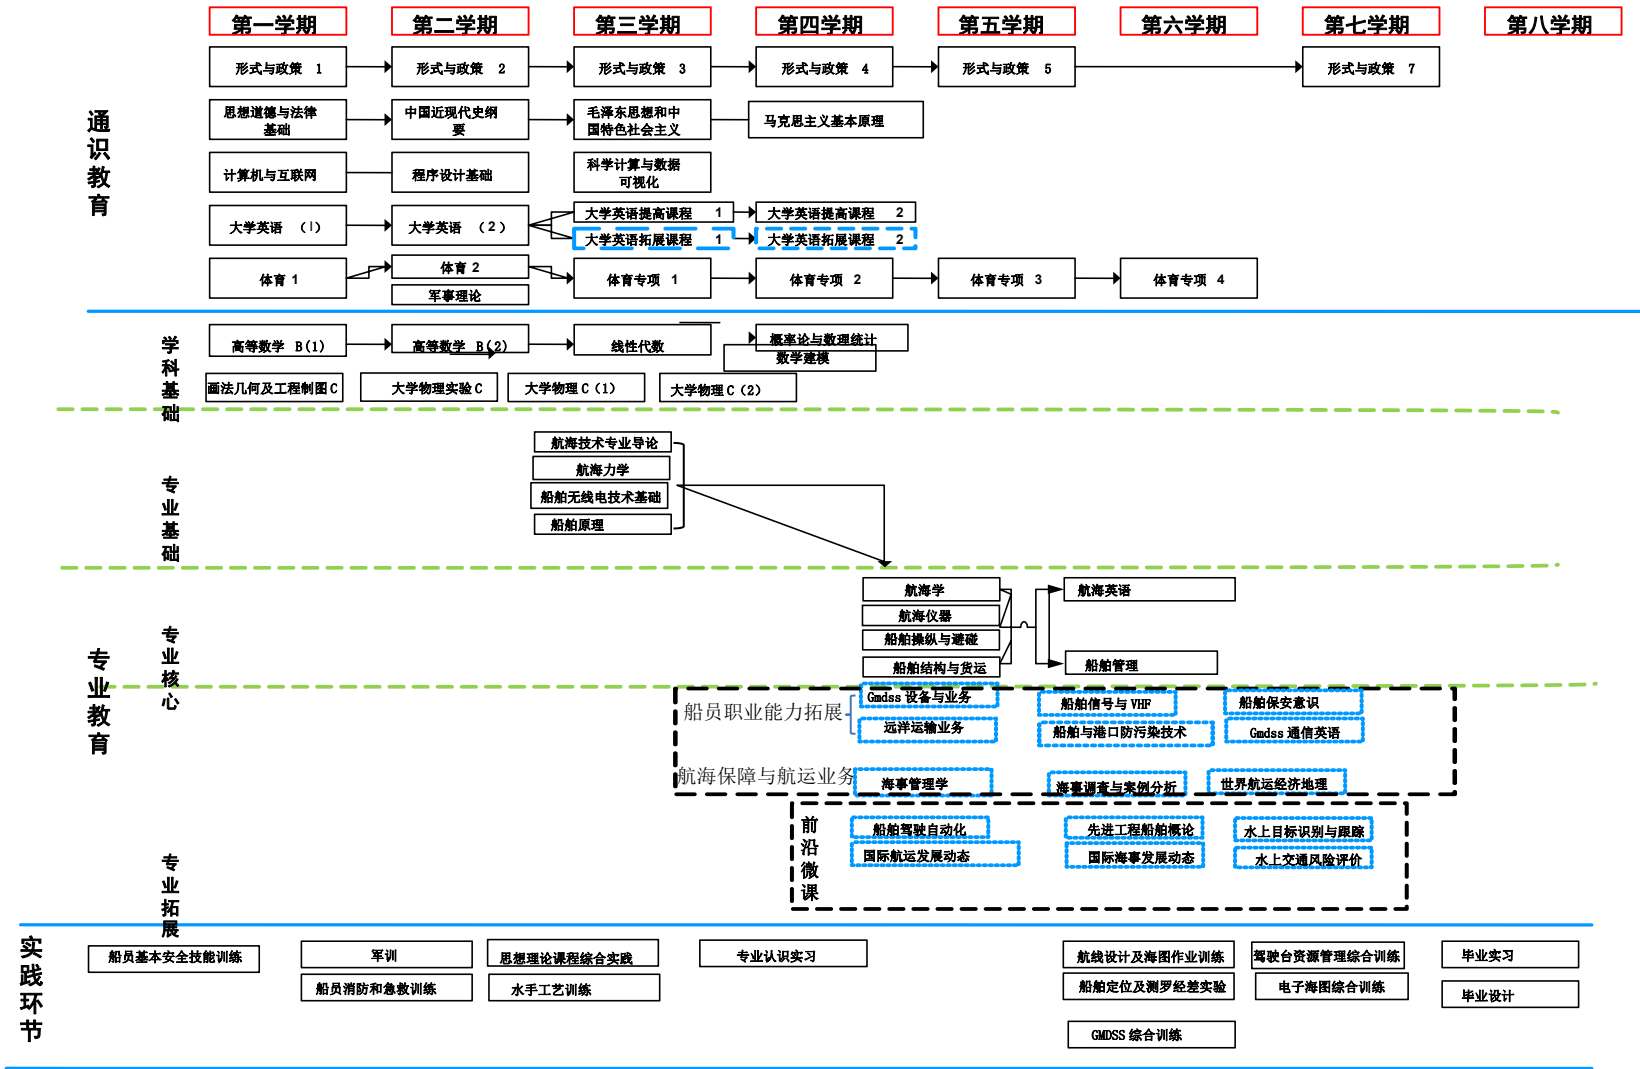 第一学期 第二学期 第三学期 第四学期 第五学期 第六学期 第七学期 第八学期
通识教育
形式与政策 1 形式与政策 2 形式与政策 3 形式与政策 4 形式与政策 5 形式与政策 7
思想道德与法律
基础
中国近现代史纲
要
毛泽东思想和中
国特色社会主义
马克思主义基本原理
计算机与互联网
程序设计基础
科学计算与数据
可视化
大学英语 （1）
大学英语 （2）
大学英语提高课程 1
大学英语提高课程 2
大学英语拓展课程 1
大学英语拓展课程 2
体育 1
体育 2
军事理论
体育专项 1
体育专项 2
体育专项 3
体育专项 4
学科基础
高等数学 B(1)
高等数学 B(2)
线性代数
概率论与数理统计
数学建模
画法几何及工程制图 C
大学物理实验 C
大学物理 C（1）
大学物理 C（2）
专业教育
专业基础
航海技术专业导论
航海力学
船舶无线电技术基础
船舶原理
专业核心
航海学
航海仪器
船舶操纵与避碰
船舶结构与货运
航海英语
船舶管理
专业拓展
船员职业能力拓展
Gmdss 设备与业务
船舶信号与 VHF
船舶保安意识
远洋运输业务
船舶与港口防污染技术
Gmdss 通信英语
航海保障与航运业务
海事管理学
海事调查与案例分析
世界航运经济地理
前沿微课
船舶驾驶自动化
先进工程船舶概论
水上目标识别与跟踪
国际航运发展动态
国际海事发展动态
水上交通风险评价
实践环节
船员基本安全技能训练
军训
思想理论课程综合实践
专业认识实习
航线设计及海图作业训练
驾驶台资源管理综合训练
毕业实习
船员消防和急救训练
水手工艺训练
船舶定位及测罗经差实验
电子海图综合训练
毕业设计
GMDSS 综合训练